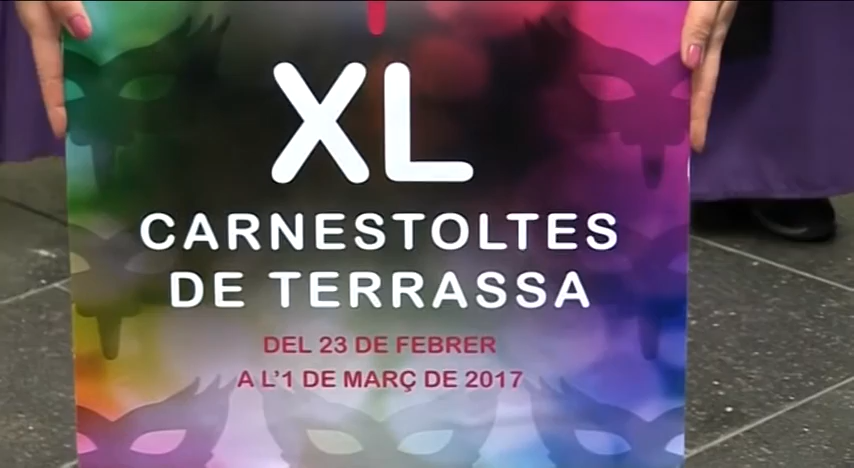 XL
CARNESTOLTES
DE TERRASSA
DEL 23 DE FEBRER
A L'1 DE MARÇ DE 2017